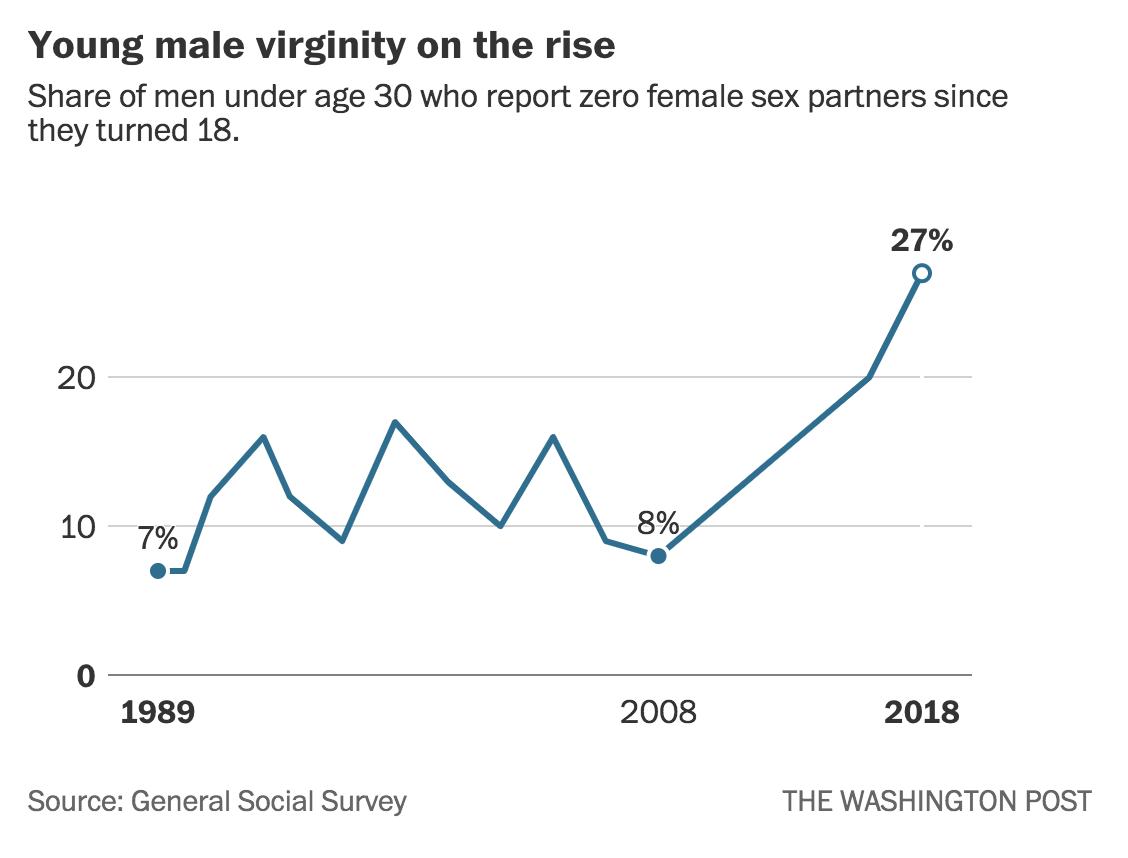 Young male virginity on the rise
Share of men under age 30 who report zero female sex partners since
they turned 18.
27%
20
10
7%
8%
0
1989
2008
2018
Source: General Social Survey
THE WASHINGTON POST